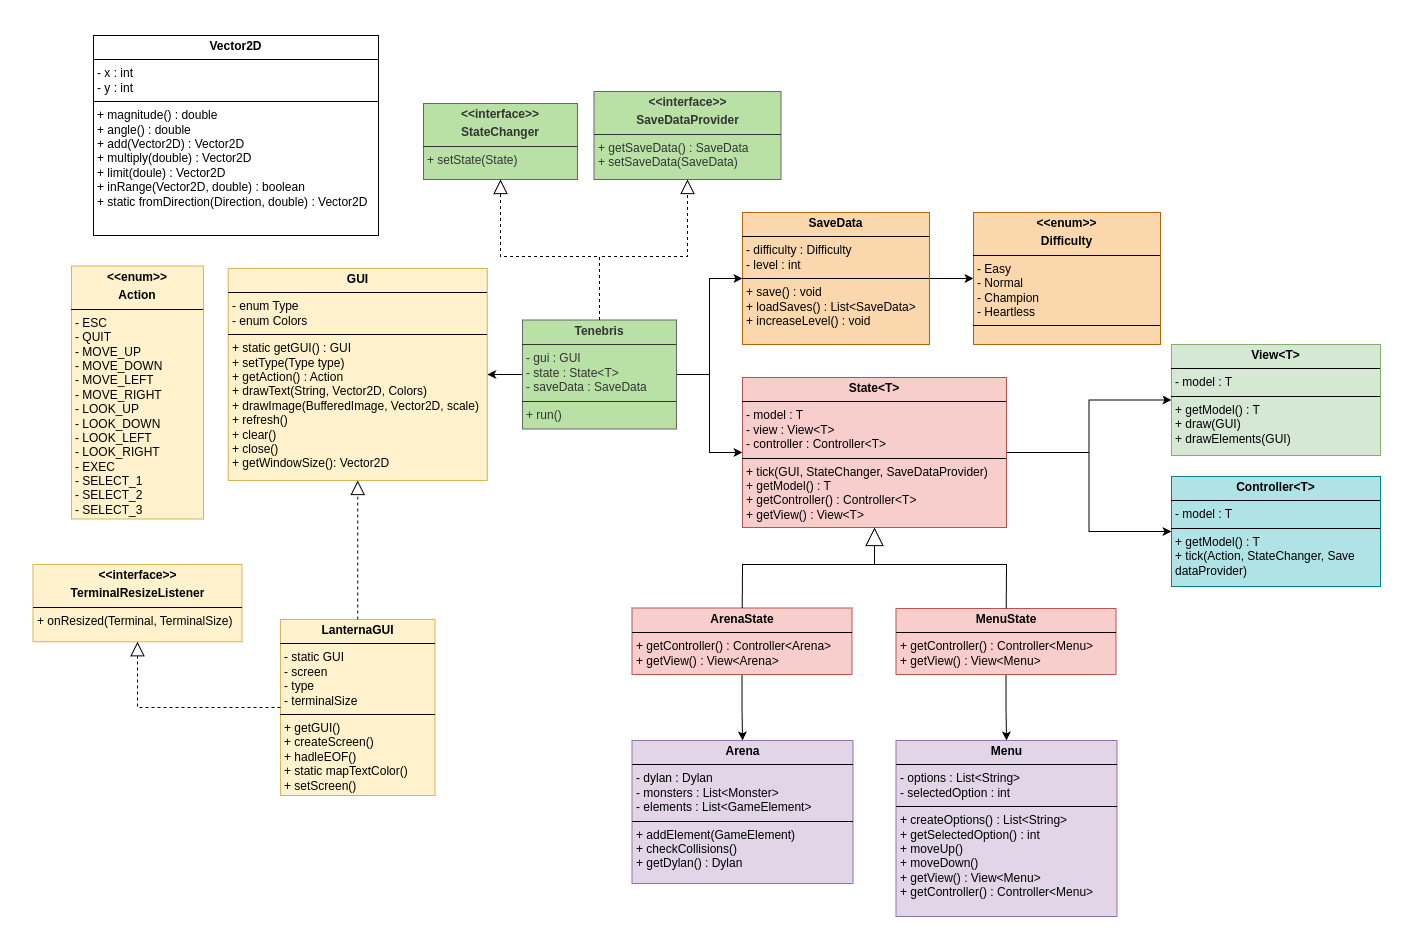 Vector2D
- x : int
- y : int
+ magnitude() : double
+ angle() : double
+ add(Vector2D) : Vector2D
+ multiply(double) : Vector2D
+ limit(doule) : Vector2D
+ inRange(Vector2D, double) : boolean
+ static fromDirection(Direction, double) : Vector2D
<<interface>>
StateChanger
+ setState(State)
<<interface>>
SaveDataProvider
+ getSaveData() : SaveData
+ setSaveData(SaveData)
<<enum>>
Action
- ESC
- QUIT
- MOVE_UP
- MOVE_DOWN
- MOVE_LEFT
- MOVE_RIGHT
- LOOK_UP
- LOOK_DOWN
- LOOK_LEFT
- LOOK_RIGHT
- EXEC
- SELECT_1
- SELECT_2
- SELECT_3
GUI
- enum Type
- enum Colors
+ static getGUI() : GUI
+ setType(Type type)
+ getAction() : Action
+ drawText(String, Vector2D, Colors)
+ drawImage(BufferedImage, Vector2D, scale)
+ refresh()
+ clear()
+ close()
+ getWindowSize(): Vector2D
Tenebris
- gui : GUI
- state : State<T>
- saveData : SaveData
+ run()
SaveData
- difficulty : Difficulty
- level : int
+ save() : void
+ loadSaves() : List<SaveData>
+ increaseLevel() : void
<<enum>>
Difficulty
- Easy
- Normal
- Champion
- Heartless
State<T>
- model : T
- view : View<T>
- controller : Controller<T>
+ tick(GUI, StateChanger, SaveDataProvider)
+ getModel() : T
+ getController() : Controller<T>
+ getView() : View<T>
View<T>
- model : T
+ getModel() : T
+ draw(GUI)
+ drawElements(GUI)
Controller<T>
- model : T
+ getModel() : T
+ tick(Action, StateChanger, Save
dataProvider)
<<interface>>
TerminalResizeListener
+ onResized(Terminal, TerminalSize)
LanternaGUI
- static GUI
- screen
- type
- terminalSize
+ getGUI()
+ createScreen()
+ hadleEOF()
+ static mapTextColor()
+ setScreen()
ArenaState
+ getController() : Controller<Arena>
+ getView() : View<Arena>
MenuState
+ getController() : Controller<Menu>
+ getView() : View<Menu>
Arena
- dylan : Dylan
- monsters : List<Monster>
- elements : List<GameElement>
+ addElement(GameElement)
+ checkCollisions()
+ getDylan() : Dylan
Menu
- options : List<String>
- selectedOption : int
+ createOptions() : List<String>
+ getSelectedOption() : int
+ moveUp()
+ moveDown()
+ getView() : View<Menu>
+ getController() : Controller<Menu>